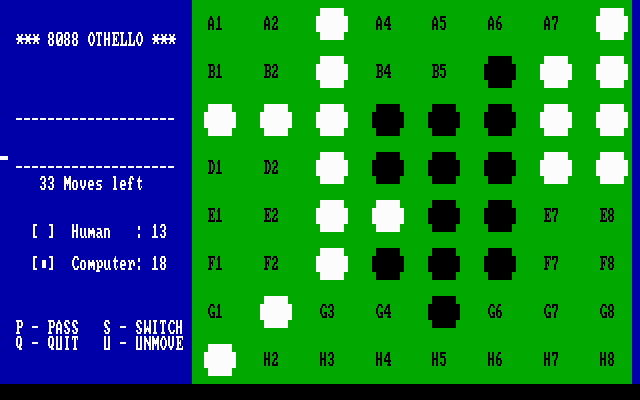 *** 8088 OTHELLO ***
--------------------
--------------------
33 Moves left
[ ] Human : 13
[▪] Computer: 18
P - PASS S - SWITCH
Q - QUIT U - UNMOVE
A1 A2 A4 A5 A6 A7
B1 B2 B4 B5
D1 D2
E1 E2 E7 E8
F1 F2 F7 F8
G1 G3 G4 G6 G7 G8
H2 H3 H4 H5 H6 H7 H8